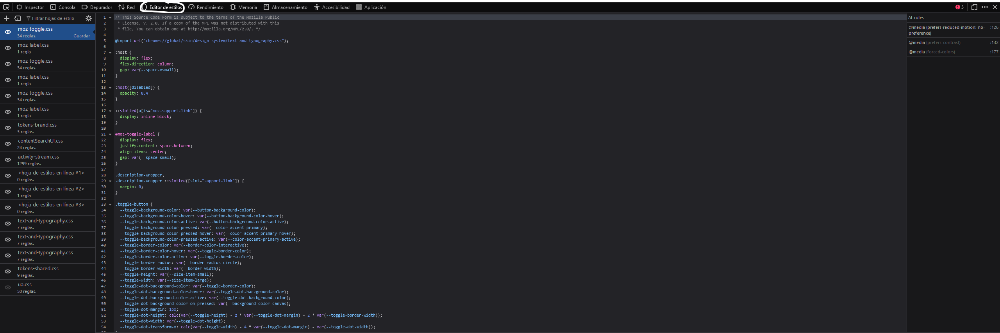 Inspector Consola Depurador Red Editor de estilos Rendimiento Memoria Almacenamiento Accesibilidad Aplicación 3
Filtrar hojas de estilo
moz-toggle.css
34 reglas. Guardar
moz-label.css
1 regla
moz-toggle.css
34 reglas.
moz-label.css
1 regla
moz-toggle.css
34 reglas.
moz-label.css
1 regla
tokens-brand.css
3 reglas.
contentSearchUI.css
24 reglas.
activity-stream.css
1299 reglas.
<hoja de estilos en línea #1>
0 reglas.
<hoja de estilos en línea #2>
1 regla
<hoja de estilos en línea #3>
0 reglas.
text-and-typography.css
7 reglas.
text-and-typography.css
7 reglas.
text-and-typography.css
7 reglas.
tokens-shared.css
9 reglas.
ua.css
50 reglas.
1 /* This Source Code Form is subject to the terms of the Mozilla Public
2  * License, v. 2.0. If a copy of the MPL was not distributed with this
3  * file, You can obtain one at http://mozilla.org/MPL/2.0/. */
4
5 @import url("chrome://global/skin/design-system/text-and-typography.css");
6
7 :host {
8   display: flex;
9   flex-direction: column;
10   gap: var(--space-xsmall);
11 }
12
13 :host([disabled]) {
14   opacity: 0.4
15 }
16
17 ::slotted(a[is="moz-support-link"]) {
18   display: inline-block;
19 }
20
21 #moz-toggle-label {
22   display: flex;
23   justify-content: space-between;
24   align-items: center;
25   gap: var(--space-small);
26 }
27
28 .description-wrapper,
29 .description-wrapper ::slotted([slot="support-link"]) {
30   margin: 0;
31 }
32
33 .toggle-button {
34   --toggle-background-color: var(--button-background-color);
35   --toggle-background-color-hover: var(--button-background-color-hover);
36   --toggle-background-color-active: var(--button-background-color-active);
37   --toggle-background-color-pressed: var(--color-accent-primary);
38   --toggle-background-color-pressed-hover: var(--color-accent-primary-hover);
39   --toggle-background-color-pressed-active: var(--color-accent-primary-active);
40   --toggle-border-color: var(--border-color-interactive);
41   --toggle-border-color-hover: var(--toggle-border-color);
42   --toggle-border-color-active: var(--toggle-border-color);
43   --toggle-border-radius: var(--border-radius-circle);
44   --toggle-border-width: var(--border-width);
45   --toggle-height: var(--size-item-small);
46   --toggle-width: var(--size-item-large);
47   --toggle-dot-background-color: var(--toggle-border-color);
48   --toggle-dot-background-color-hover: var(--toggle-dot-background-color);
49   --toggle-dot-background-color-active: var(--toggle-dot-background-color);
50   --toggle-dot-background-color-on-pressed: var(--background-color-canvas);
51   --toggle-dot-margin: 1px;
52   --toggle-dot-height: calc(var(--toggle-height) - 2 * var(--toggle-dot-margin) - 2 * var(--toggle-border-width));
53   --toggle-dot-width: var(--toggle-dot-height);
54   --toggle-dot-transform-x: calc(var(--toggle-width) - 4 * var(--toggle-dot-margin) - var(--toggle-dot-width));
At-rules
@media (prefers-reduced-motion: no- :126
preference)
@media (prefers-contrast) :132
@media (forced-colors) :177